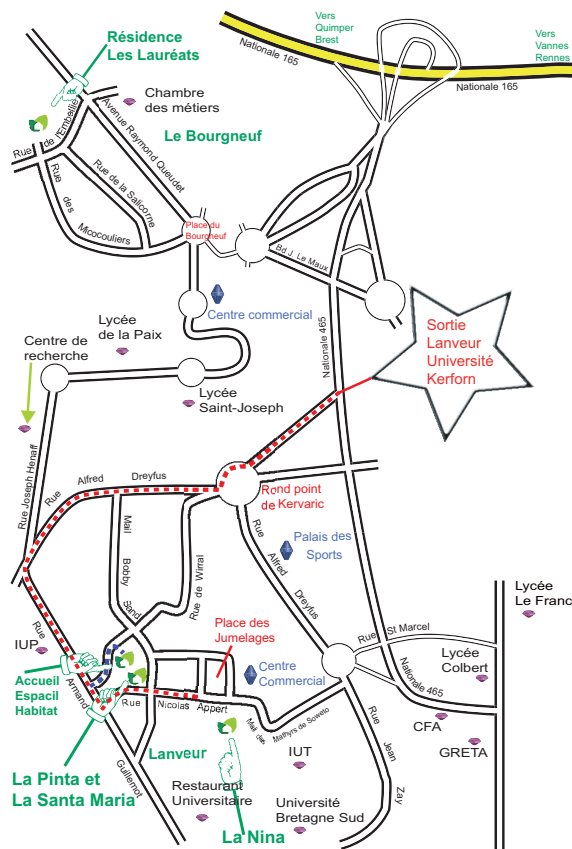 Vers
Quimper
Brest
Vers
Vannes
Rennes
Nationale 165
Nationale 165
Résidence
Les Lauréats
Chambre
des métiers
Le Bourgneuf
Rue de l'Emballé
Avenue Raymond Queudet
Rue de la Salicorne
Rue des Micocouliers
Place du
Bourgneuf
Bd J. Le Maux
Centre commercial
Nationale 465
Sortie
Lanveur
Université
Kerforn
Lycée
de la Paix
Centre de
recherche
Lycée
Saint-Joseph
Rue Joseph Henaff
Rue Alfred Dreyfus
Rond point
de Kervaric
Mail Bobby Sand
Rue de Wirral
Rue Alfred Dreyfus
Palais des
Sports
Lycée
Le Franc
Rue St Marcel
Lycée
Colbert
Nationale 465
IUP
Place des
Jumelages
Accueil
Espacil
Habitat
Centre
Commercial
Rue Armand Guillemot
Rue Nicolas Appert
Mathyrs de Soweto
Rue Jean Zay
CFA
GRETA
Lanveur
IUT
La Pinta et
La Santa Maria
Restaurant
Universitaire
Université
Bretagne Sud
La Nina